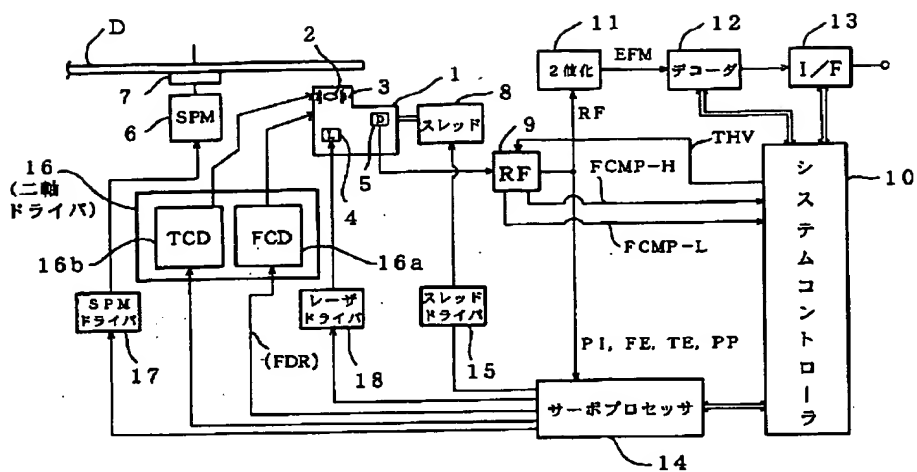 D
2
3
1
7
6
SPM
8
スレッド
D
L
5
4
9
RF
11
2値化
EFM
12
デコーダ
13
I/F
RF
THV
FCMP-H
FCMP-L
システムコントローラ
10
16
(二軸
ドライバ)
TCD
FCD
16b
16a
SPM
ドライバ
17
(FDR)
レーザ
ドライバ
18
スレッド
ドライバ
15
PI, FE, TE, PP
サーボプロセッサ
14